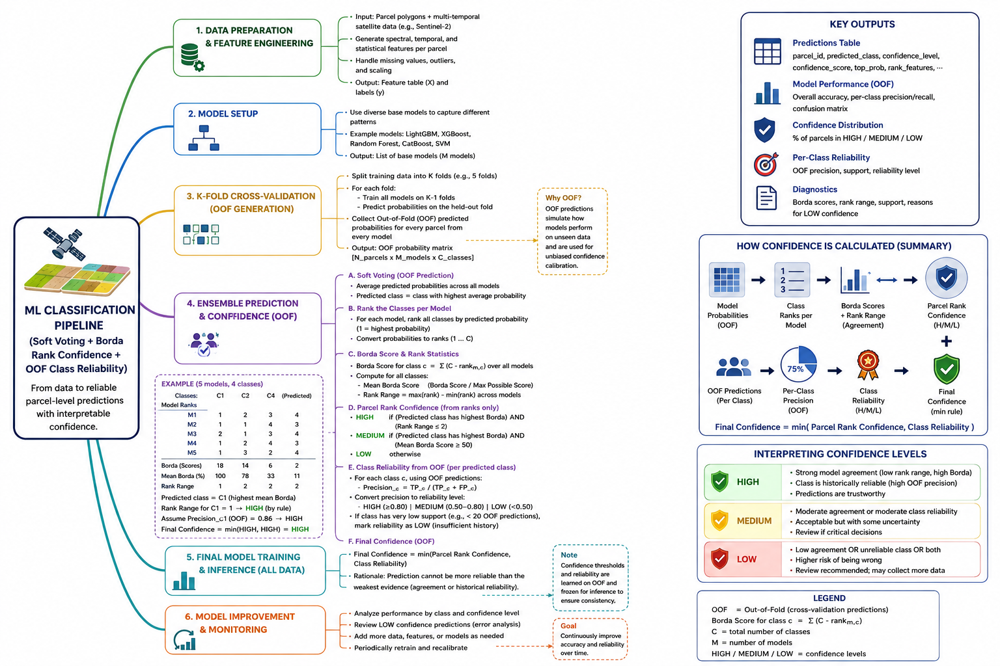 ML CLASSIFICATION
PIPELINE
(Soft Voting + Borda
Rank Confidence +
OOF Class Reliability)
From data to reliable
parcel-level predictions
with interpretable
confidence.
1. DATA PREPARATION
& FEATURE ENGINEERING
• Input: Parcel polygons + multi-temporal
satellite data (e.g., Sentinel-2)
• Generate spectral, temporal, and
statistical features per parcel
• Handle missing values, outliers,
and scaling
• Output: Feature table (X) and
labels (y)
2. MODEL SETUP
• Use diverse base models to capture different
patterns
• Example models: LightGBM, XGBoost,
Random Forest, CatBoost, SVM
• Output: List of base models (M models)
3. K-FOLD CROSS-VALIDATION
(OOF GENERATION)
• Split training data into K folds (e.g., 5 folds)
• For each fold:
- Train all models on K-1 folds
- Predict probabilities on the held-out fold
• Collect Out-of-Fold (OOF) predicted
probabilities for every parcel from
every model
• Output: OOF probability matrix
[N_parcels x M_models x C_classes]
Why OOF?
OOF predictions
simulate how
models perform
on unseen data
and are used for
unbiased confidence
calibration.
4. ENSEMBLE PREDICTION
& CONFFIDENCE (OOF)
A. Soft Voting (OOF Prediction)
• Average predicted probabilities across all models
• Predicted class = class with highest average probability
B. Rank the Classes per Model
• For each model, rank all classes by predicted probability
(1 = highest probability)
• Convert probabilities to ranks (1 ... C)
C. Borda Score & Rank Statistics
• Borda Score for class c = Σ (C - rank_m,c) over all models
• Compute for all classes:
- Mean Borda Score (Borda Score / Max Possible Score)
- Rank Range = max(rank) - min(rank) across models
D. Parcel Rank Confidence (from ranks only)
• HIGH if (Predicted class has highest Borda) AND
(Rank Range ≤ 2)
• MEDIUM if (Predicted class has highest Borda) AND
(Mean Borda Score ≥ 50)
• LOW otherwise
E. Class Reliability from OOF (per predicted class)
• For each class c, using OOF predictions:
- Precision_c = TP_c / (TP_c + FP_c)
• Convert precision to reliability level:
- HIGH (≥0.80) | MEDIUM (0.50–0.80) | LOW (<0.50)
• If class has very low support (e.g., < 20 OOF predictions),
mark reliability as LOW (insufficient history)
F. Final Confidence (OOF)
EXAMPLE (5 models, 4 classes)
Classes: C1 C2 C4 (Predicted)
Model Ranks
M1 1 2 3 4
M2 1 1 4 3
M3 2 1 3 4
M4 1 2 4 3
M5 1 3 2 4
Borda (Scores) 18 14 6 2
Mean Borda (%) 100 78 33 11
Rank Range 1 2 2 2
Predicted class = C1 (highest mean Borda)
Rank Range for C1 = 1 → HIGH (by rule)
Assume Precision_c1 (OOF) = 0.86 → HIGH
Final Confidence = min(HIGH, HIGH) = HIGH
5. FINAL MODEL TRAINING
& INFERENCE (ALL DATA)
• Final Confidence = min(Parcel Rank Confidence,
Class Reliability)
• Rationale: Prediction cannot be more reliable than the
• weakest evidence (agreement or historical reliability).
Note
Confidence thresholds
and reliability are
learned on OOF and
frozen for inference to
ensure consistency.
6. MODEL IMPROVEMENT
& MONITORING
• Analyze performance by class and confidence level
• Review LOW confidence predictions (error analysis)
• Add more data, features, or models as needed
• Periodically retrain and recalibrate
Goal
Continuously improve
accuracy and reliability
over time.
KEY OUTPUTS
Predictions Table
parcel_id, predicted_class, confidence_level,
confidence_score, top_prob, rank_features, ...
Model Performance (OOF)
Overall accuracy, per-class precision/recall,
confusion matrix
Confidence Distribution
% of parcels in HIGH / MEDIUM / LOW
Per-Class Reliability
OOF precision, support, reliability level
Diagnostics
Borda scores, rank range, support, reasons
for LOW confidence
HOW CONFIDENCE IS CALCULATED (SUMMARY)
1
2
3
Model
Probabilities
(OOF)
Class
Ranks per
Model
Borda Scores
+ Rank Range
(Agreement)
Parcel Rank
Confidence
(H/M/L)
+
75%
OOF Predictions
(Per Class)
Per-Class
Precision
(OOF)
Class
Reliability
(H/M/L)
Final
Confidence
(min rule)
Final Confidence = min( Parcel Rank Confidence, Class Reliability )
INTERPRETING CONFIDENCE LEVELS
HIGH
• Strong model agreement (low rank range, high Borda)
• Class is historically reliable (high OOF precision)
• Predictions are trustworthy
MEDIUM
• Moderate agreement or moderate class reliability
• Acceptable but with some uncertainty
• Review if critical decisions
LOW
• Low agreement OR unreliable class OR both
• Higher risk of being wrong
• Review recommended; may collect more data
LEGEND
OOF = Out-of-Fold (cross-validation predictions)
Borda Score for class c = Σ (C - rank_m,c)
C = total number of classes
M = number of models
HIGH / MEDIUM / LOW = confidence levels